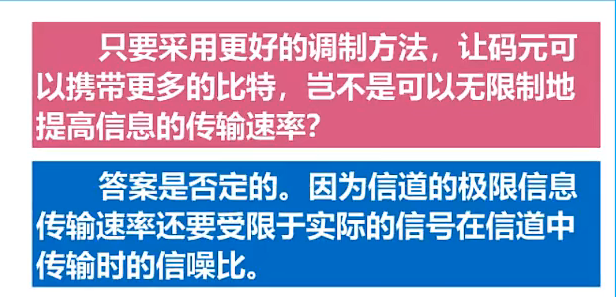 只要采用更好的调制方法，让码元可
以携带更多的比特，岂不是可以无限制地
提高信息的传输速率？
答案是否定的。因为信道的极限信息
传输速率还要受限于实际的信号在信道中
传输时的信噪比。